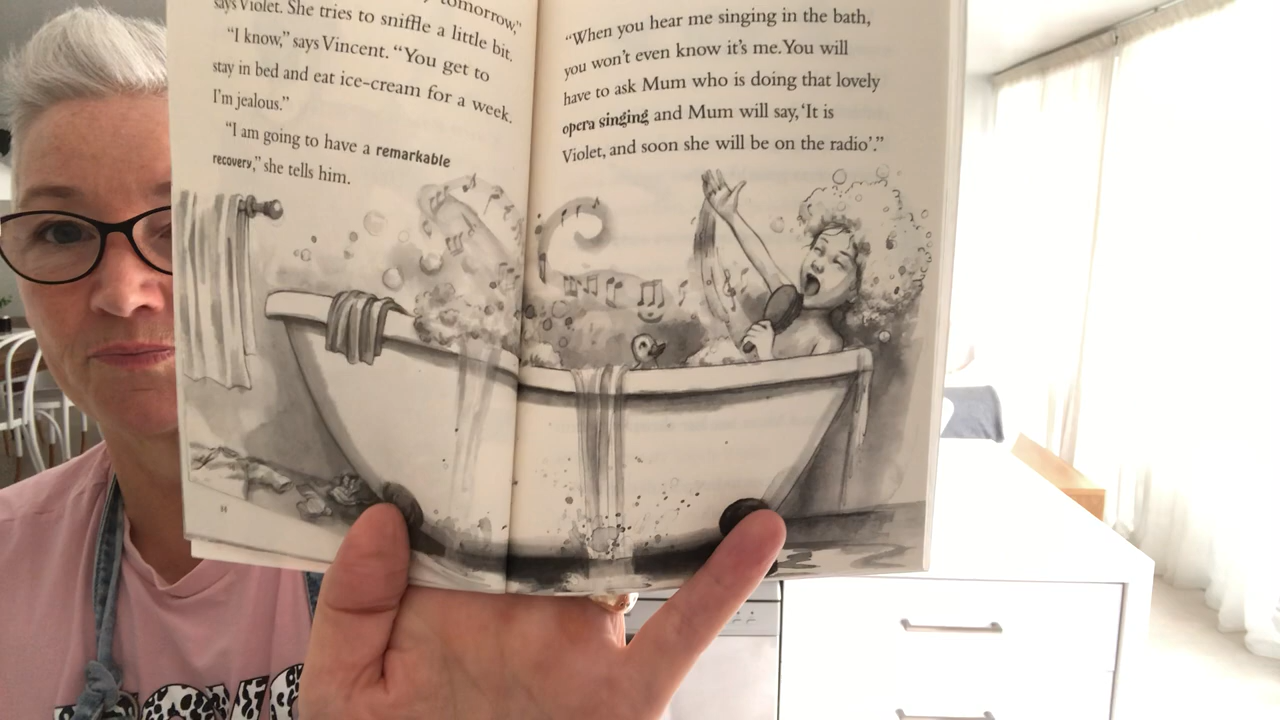 tomorrow,"
says Violet. She tries to sniffle a little bit.
"I know," says Vincent. "You get to
stay in bed and eat ice-cream for a week.
I'm jealous."
"I am going to have a remarkable
recovery," she tells him.
"When you hear me singing in the bath,
you won't even know it's me. You will
have to ask Mum who is doing that lovely
opera singing and Mum will say, 'It is
Violet, and soon she will be on the radio'."